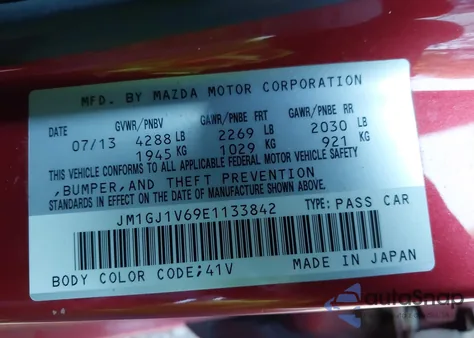 MFD. BY MAZDA MOTOR CORPORATION
DATE GVWR/PNBV GAWR/PNBE FRT GAWR/PNBE RR
07/13 4288 LB 2269 LB 2030 LB
1945 KG 1029 KG 921 KG
THIS VEHICLE CONFORMS TO ALL APPLICABLE FEDERAL MOTOR VEHICLE SAFETY
,BUMPER,AND THEFT PREVENTION
STANDARDS IN EFFECT ON THE DATE OF MANUFACTURE SHOWN ABOVE.
JM1GJ1V69E1133842 TYPE: PASS CAR
BODY COLOR CODE;41V MADE IN JAPAN
autoSnap